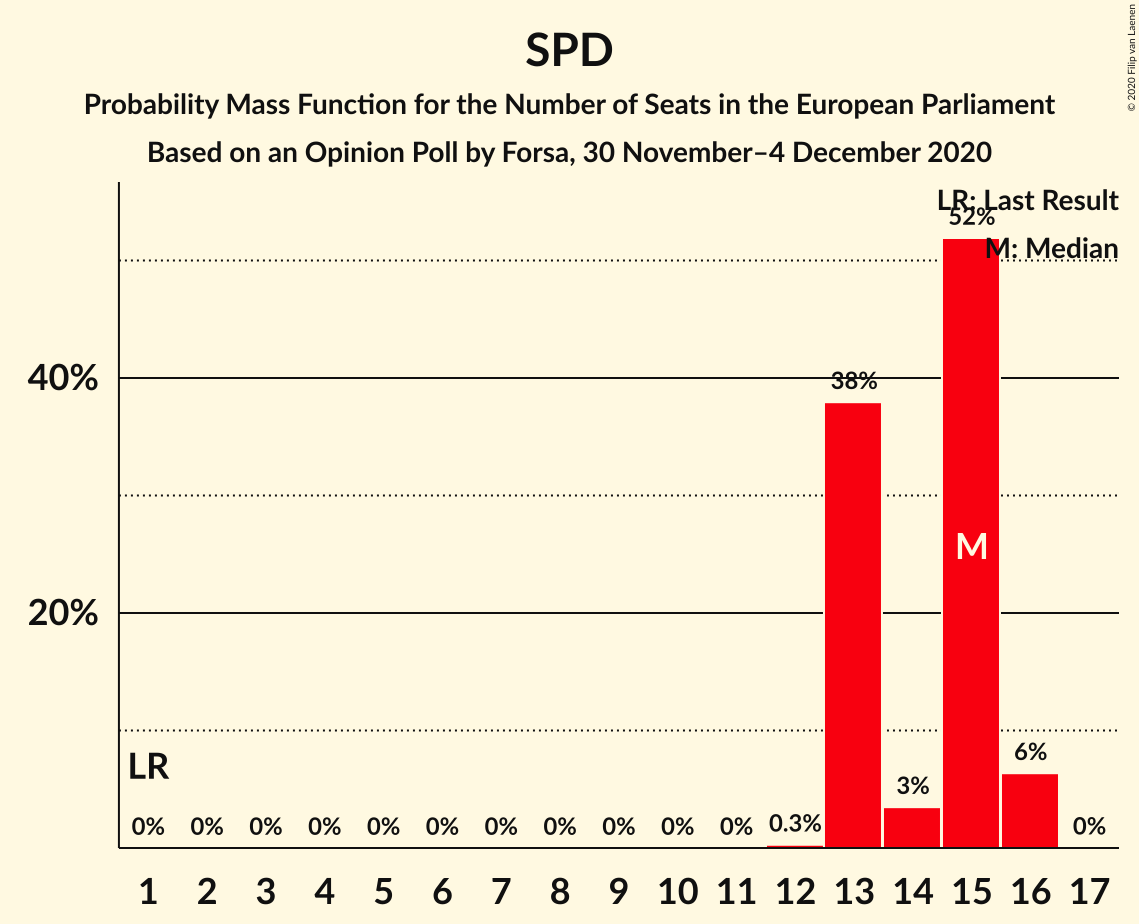 © 2020 Filip van Laenen
SPD
Probability Mass Function for the Number of Seats in the European Parliament
Based on an Opinion Poll by Forsa, 30 November–4 December 2020
LR: Last Result
52%
M: Median
40%
38%
M
20%
LR
6%
3%
0% 0% 0% 0% 0% 0% 0% 0% 0% 0% 0% 0.3% 0%
1 2 3 4 5 6 7 8 9 10 11 12 13 14 15 16 17